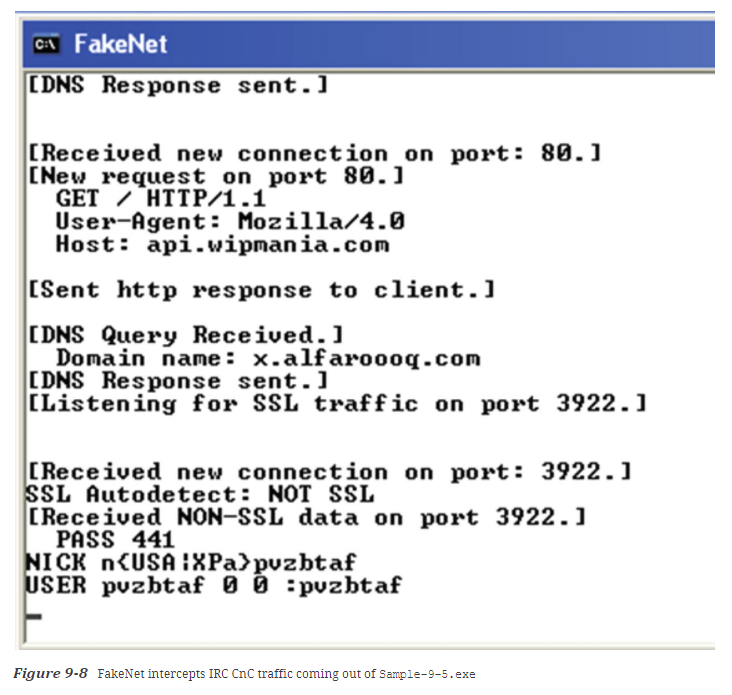 C:\ FakeNet
[DNS Response sent.]
[Received new connection on port: 80.]
[New request on port 80.]
GET / HTTP/1.1
User-Agent: Mozilla/4.0
Host: api.wipmania.com
[Sent http response to client.]
[DNS Query Received.]
Domain name: x.alfaroooq.com
[DNS Response sent.]
[Listening for SSL traffic on port 3922.]
[Received new connection on port: 3922.]
SSL Autodetect: NOT SSL
[Received NON-SSL data on port 3922.]
PASS 441
NICK n{USA¦XPa}pvzbtaf
USER pvzbtaf 0 0 :pvzbtaf
Figure 9-8 FakeNet intercepts IRC CnC traffic coming out of Sample-9-5.exe